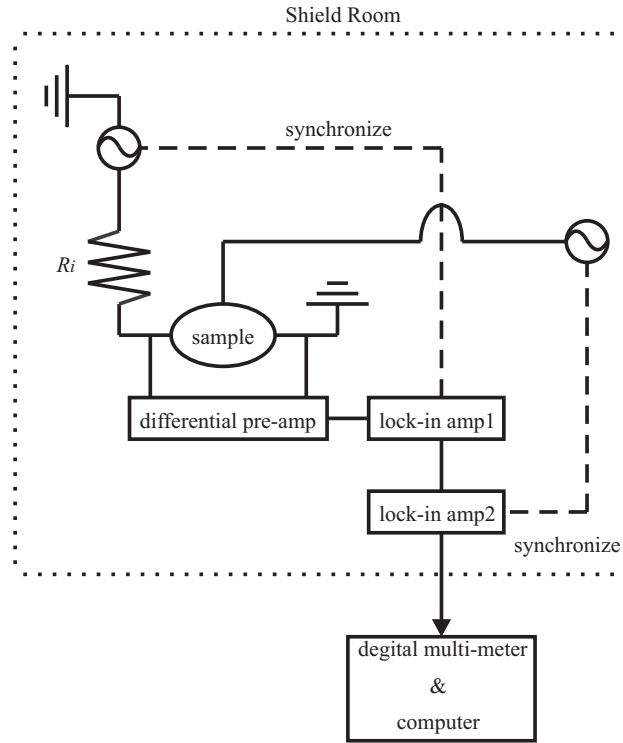 Shield Room
synchronize
Ri
sample
differential pre-amp
lock-in amp1
lock-in amp2
synchronize
degital multi-meter
&
computer